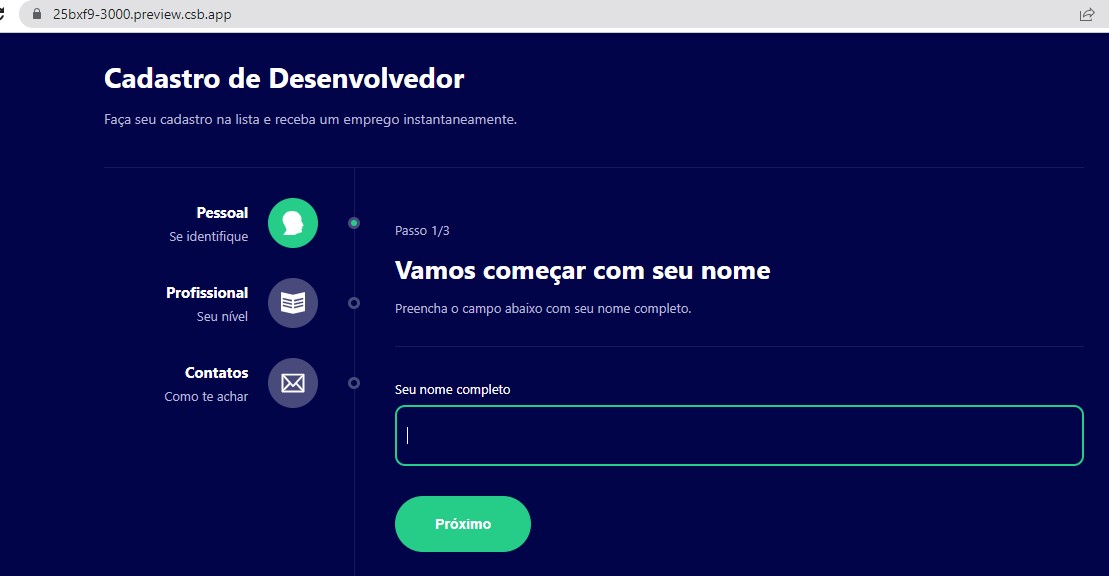 25bxf9-3000.preview.csb.app
Cadastro de Desenvolvedor
Faça seu cadastro na lista e receba um emprego instantaneamente.
Pessoal
Se identifique
Profissional
Seu nível
Contatos
Como te achar
Passo 1/3
Vamos começar com seu nome
Preencha o campo abaixo com seu nome completo.
Seu nome completo
Próximo